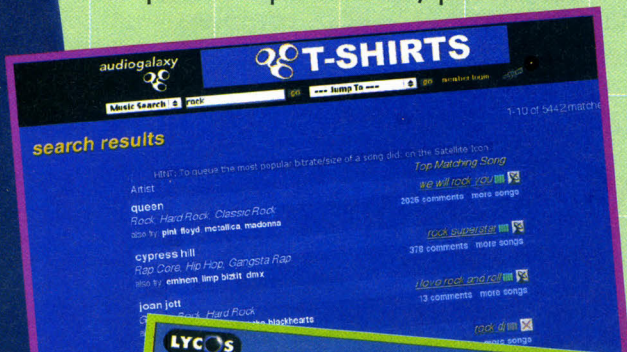 audiogalaxy
T-SHIRTS
Music Search rock go --- Jump To --- go member login
1-10 of 5442 matche
search results
HINT: To queue the most popular bitrate/size of a song did, on the Satellite Icon
Artist Top Matching Song
queen we will rock you
Rock, Hard Rock, Classic Rock 2026 comments more songs
also try pink floyd, metallica, madonna
cypress hill rock superstar
Rap Core, Hip Hop, Gangsta Rap 378 comments more songs
also try eminem, limp bizkit, dmx
joan jett i love rock and roll
Rock, Hard Rock 13 comments more songs
the blackhearts
rock dj
more songs
LYCOS